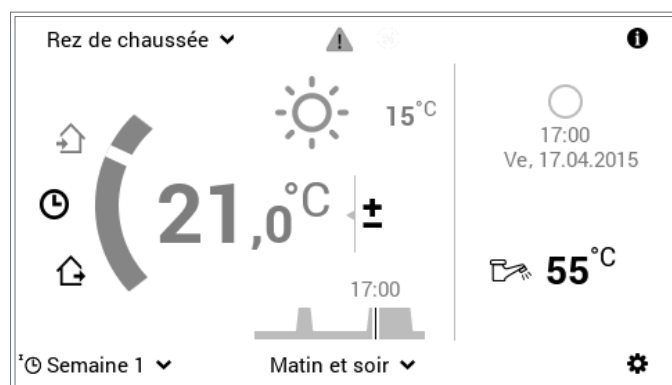 Rez de chaussée
15°C
17:00
Ve, 17.04.2015
21,0°C
±
55°C
17:00
Semaine 1 Matin et soir